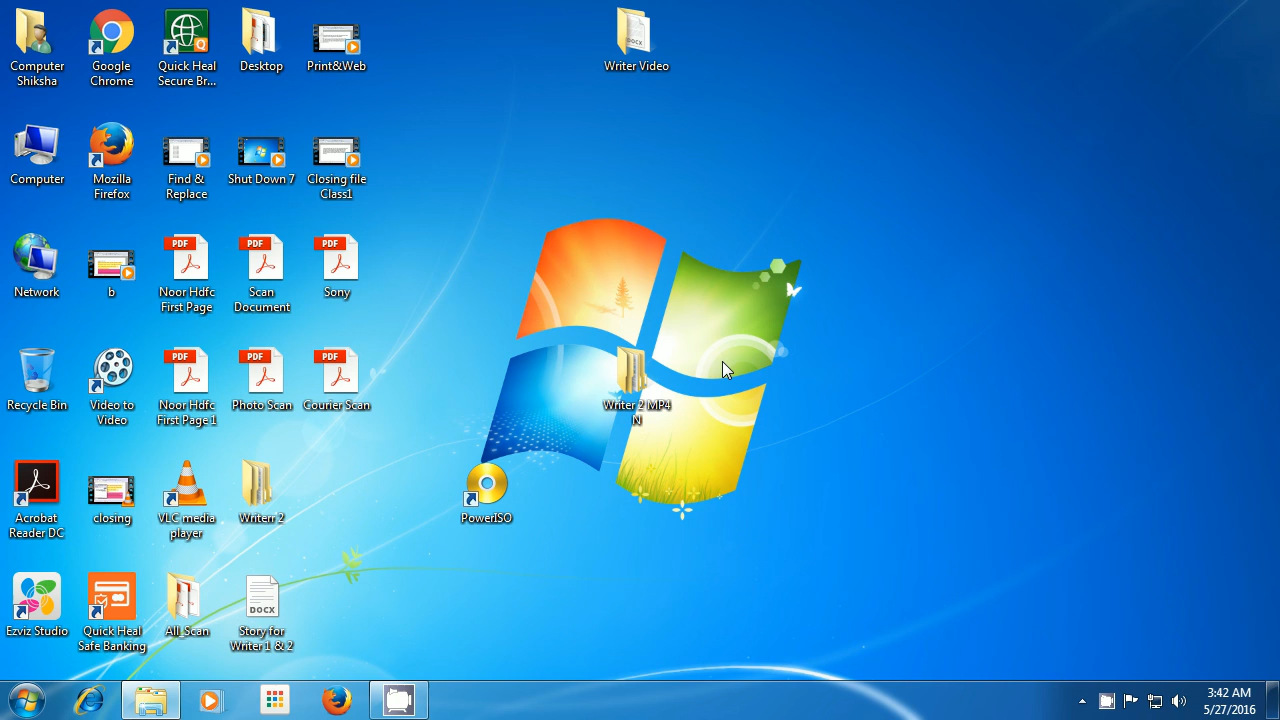 Computer
Shiksha
Google
Chrome
Quick Heal
Secure Br...
Desktop
Print&Web
DOCX
Writer Video
Computer
Mozilla
Firefox
Find &
Replace
Shut Down 7
Closing file
Class1
Network
b
PDF
Noor Hdfc
First Page
PDF
Scan
Document
PDF
Sony
Recycle Bin
Video to
Video
PDF
Noor Hdfc
First Page 1
PDF
Photo Scan
PDF
Courier Scan
Writer 2 MP4
N
Acrobat
Reader DC
closing
VLC media
player
Writerr 2
PowerISO
Ezviz Studio
Quick Heal
Safe Banking
All_Scan
DOCX
Story for
Writer 1 & 2
3:42 AM
5/27/2016